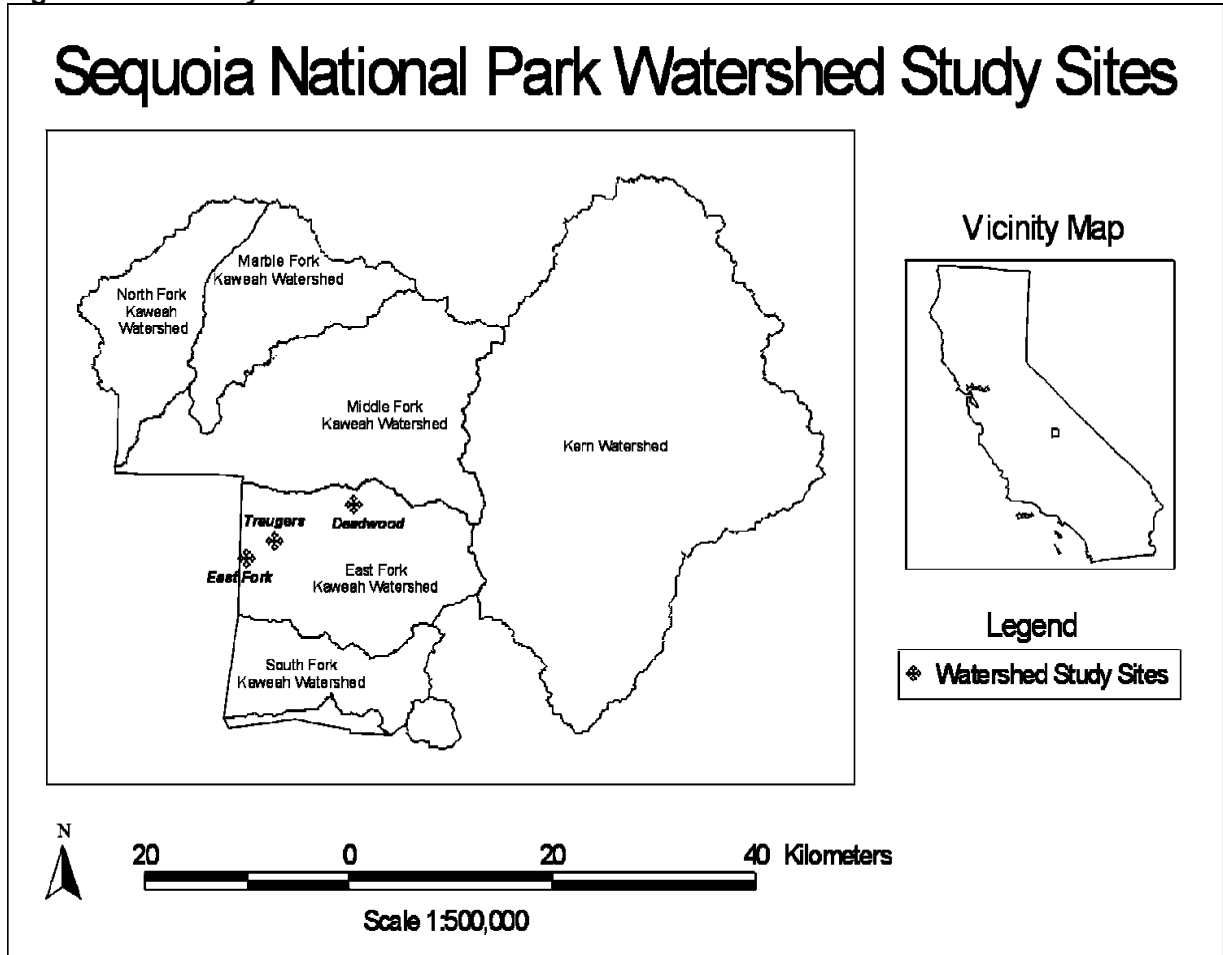 Sequoia National Park Watershed Study Sites
Marble Fork
Kaweah Watershed
North Fork
Kaweah
Watershed
Middle Fork
Kaweah Watershed
Kern Watershed
Deadwood
Traugers
East Fork
East Fork
Kaweah Watershed
South Fork
Kaweah Watershed
Vicinity Map
Legend
Watershed Study Sites
N
20 0 20 40 Kilometers
Scale 1:500,000